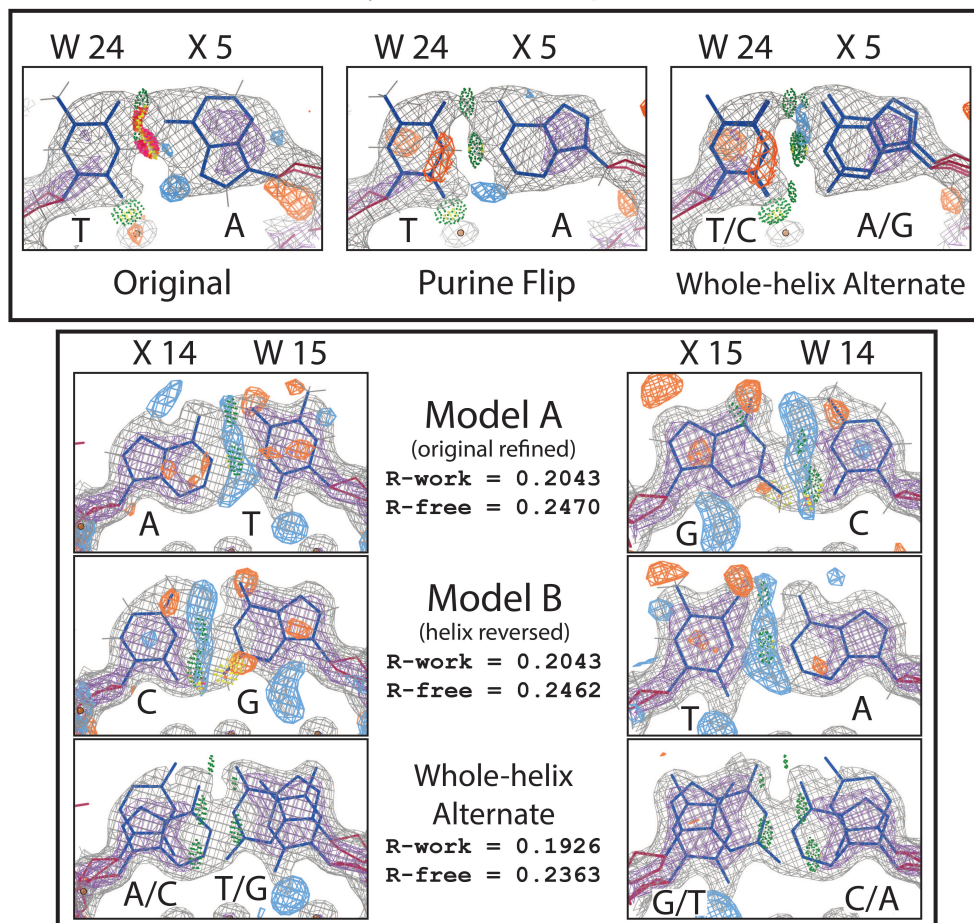 W 24 X 5 W 24 X 5 W 24 X 5
T A T A T/C A/G
Original Purine Flip Whole-helix Alternate
X 14 W 15 X 15 W 14
Model A
(original refined)
R-work = 0.2043
R-free = 0.2470
A T G C
Model B
(helix reversed)
R-work = 0.2043
R-free = 0.2462
C G T A
Whole-helix
Alternate
R-work = 0.1926
R-free = 0.2363
A/C T/G G/T C/A